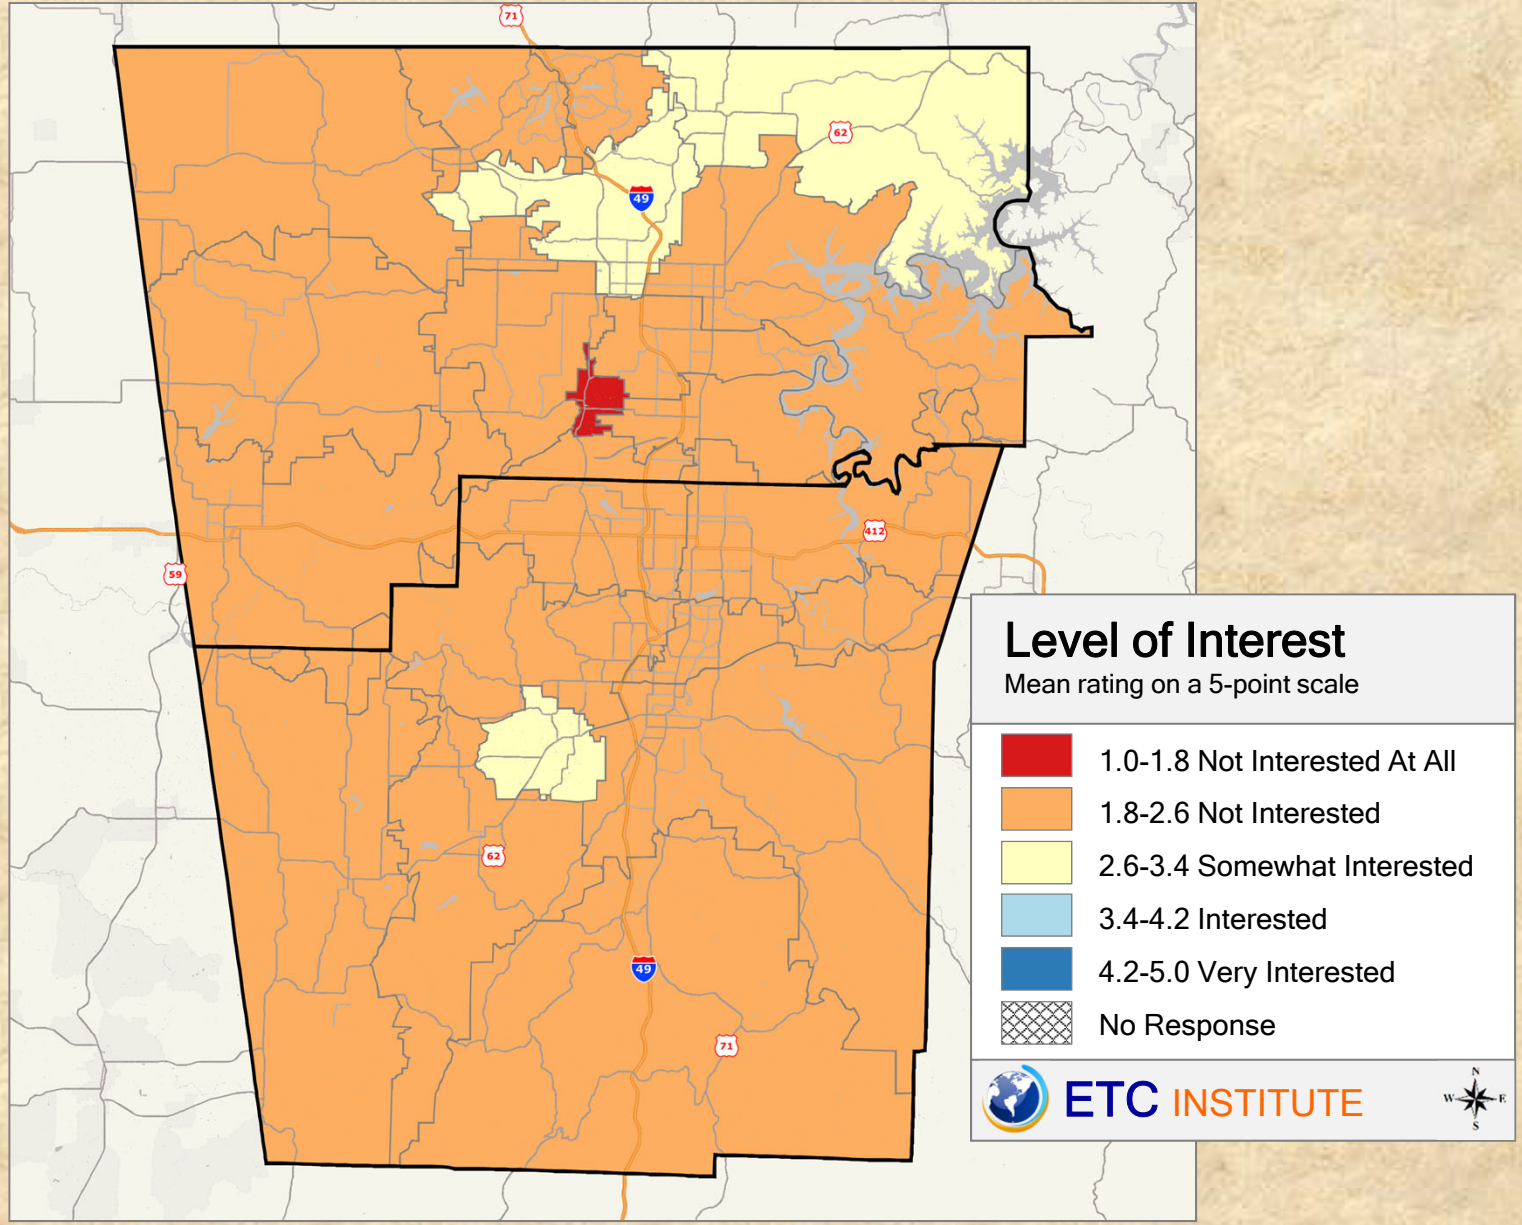 71
62
49
59
412
62
49
71
Level of Interest
Mean rating on a 5-point scale
1.0-1.8 Not Interested At All
1.8-2.6 Not Interested
2.6-3.4 Somewhat Interested
3.4-4.2 Interested
4.2-5.0 Very Interested
No Response
ETC INSTITUTE
N
W E
S